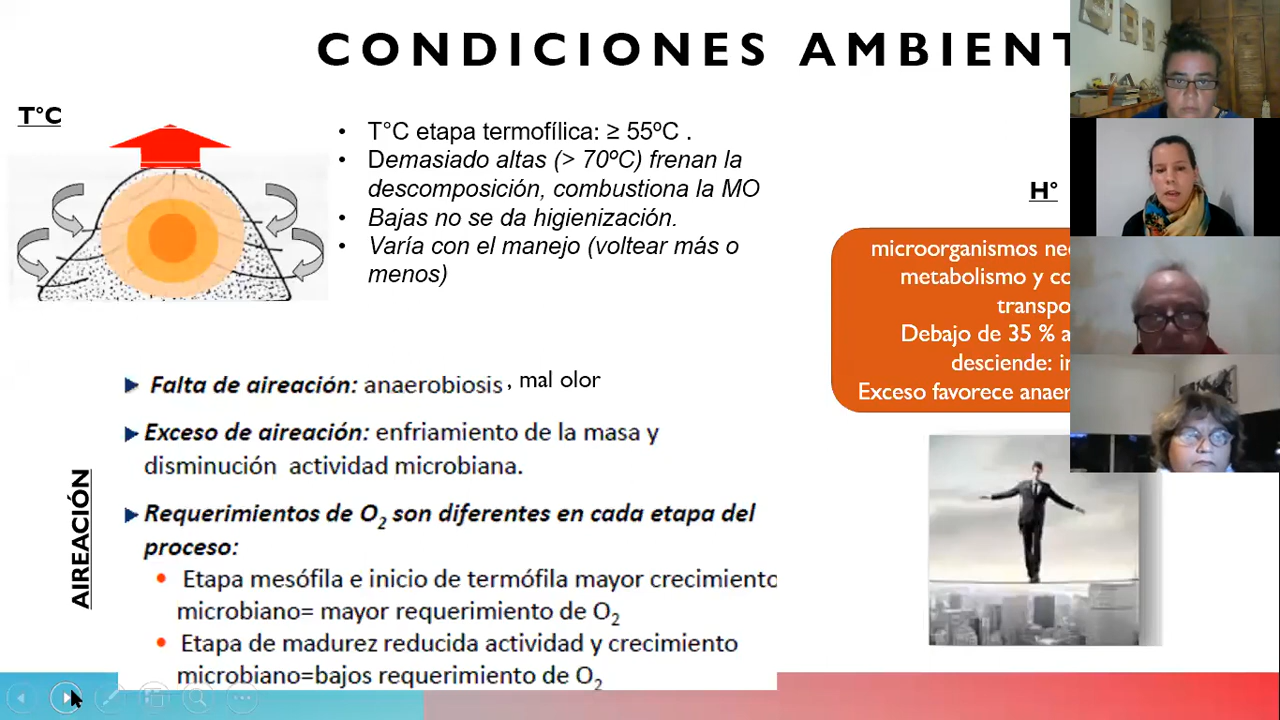 CONDICIONES AMBIENT
T°C
• T°C etapa termofílica: ≥ 55ºC .
• Demasiado altas (> 70ºC) frenan la
descomposición, combustiona la MO
• Bajas no se da higienización.
• Varía con el manejo (voltear más o
menos)
H°
microorganismos
metabolismo y
Debajo de 35 %
desciende:
Exceso favorece
AIREACIÓN
Falta de aireación: anaerobiosis , mal olor
Exceso de aireación: enfriamiento de la masa y
disminución actividad microbiana.
Requerimientos de O₂ son diferentes en cada etapa del
proceso:
• Etapa mesófila e inicio de termófila mayor crecimiento
microbiano= mayor requerimiento de O₂
• Etapa de madurez reducida actividad y crecimiento
microbiano=bajos requerimiento de O₂